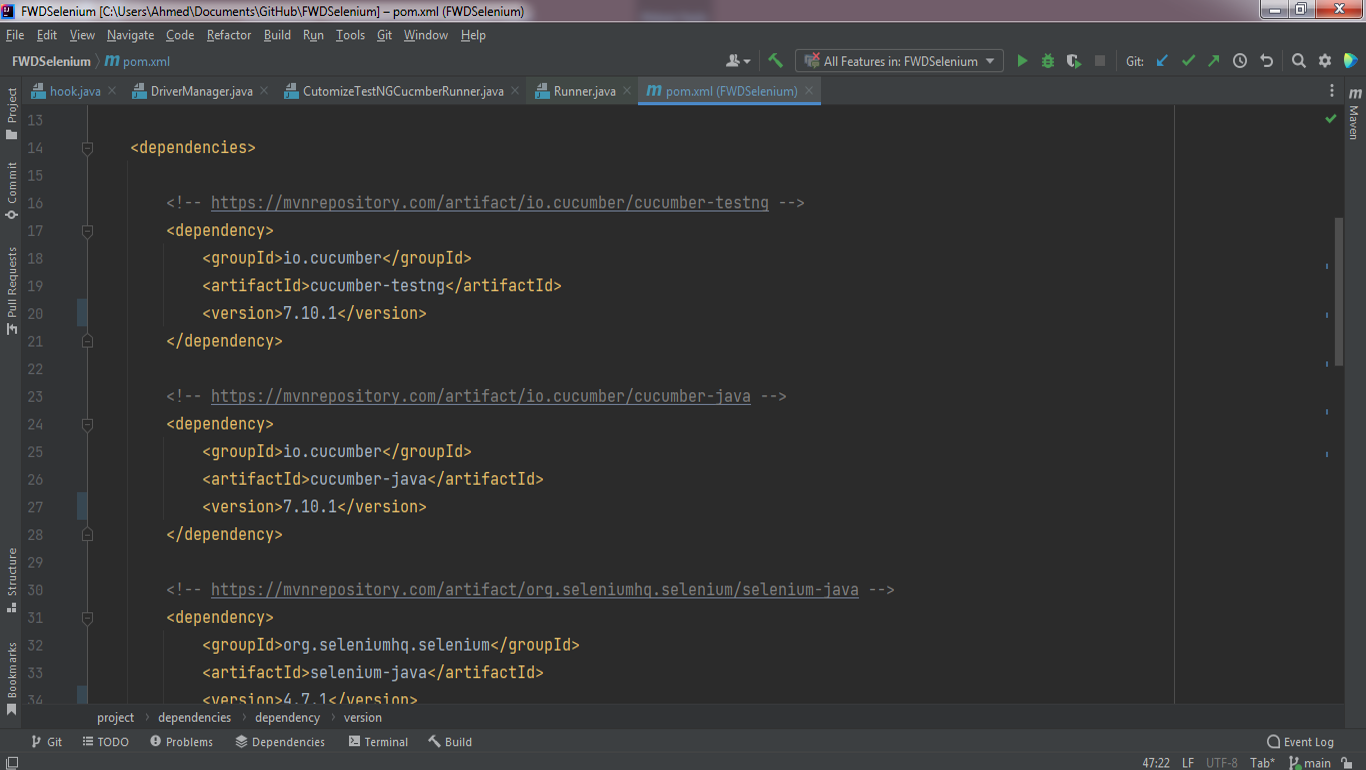 FWDSelenium [C:\Users\Ahmed\Documents\GitHub\FWDSelenium] – pom.xml (FWDSelenium)
File Edit View Navigate Code Refactor Build Run Tools Git Window Help
FWDSelenium pom.xml All Features in: FWDSelenium Git:
hook.java DriverManager.java CutomizeTestNGCucmberRunner.java Runner.java pom.xml (FWDSelenium)
Project
Commit
Pull Requests
Structure
Bookmarks
Maven
13
14 <dependencies>
15
16 <!-- https://mvnrepository.com/artifact/io.cucumber/cucumber-testng -->
17 <dependency>
18 <groupId>io.cucumber</groupId>
19 <artifactId>cucumber-testng</artifactId>
20 <version>7.10.1</version>
21 </dependency>
22
23 <!-- https://mvnrepository.com/artifact/io.cucumber/cucumber-java -->
24 <dependency>
25 <groupId>io.cucumber</groupId>
26 <artifactId>cucumber-java</artifactId>
27 <version>7.10.1</version>
28 </dependency>
29
30 <!-- https://mvnrepository.com/artifact/org.seleniumhq.selenium/selenium-java -->
31 <dependency>
32 <groupId>org.seleniumhq.selenium</groupId>
33 <artifactId>selenium-java</artifactId>
34 <version>4.7.1</version>
project dependencies dependency version
Git TODO Problems Dependencies Terminal Build Event Log
47:22 LF UTF-8 Tab* main